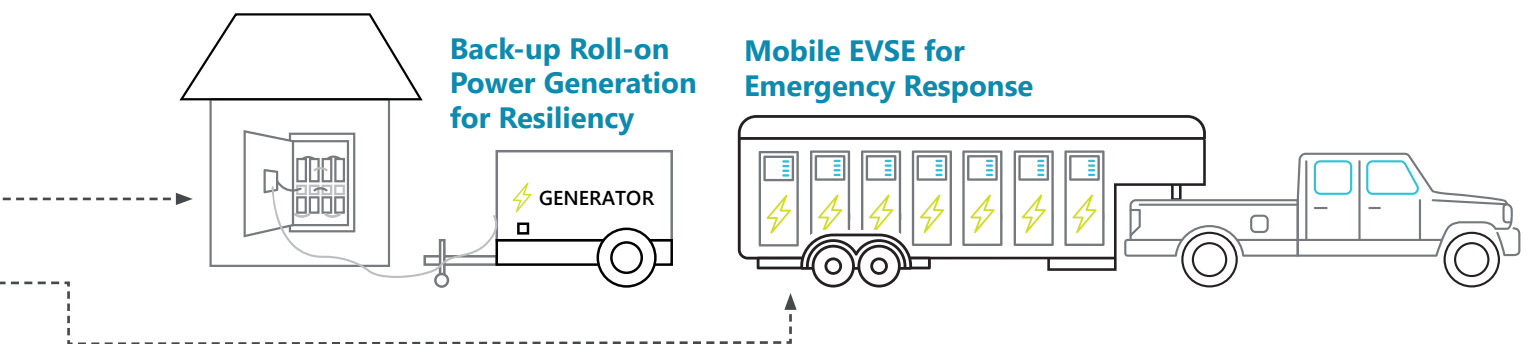 Back-up Roll-on
Power Generation
for Resiliency
Mobile EVSE for
Emergency Response
GENERATOR